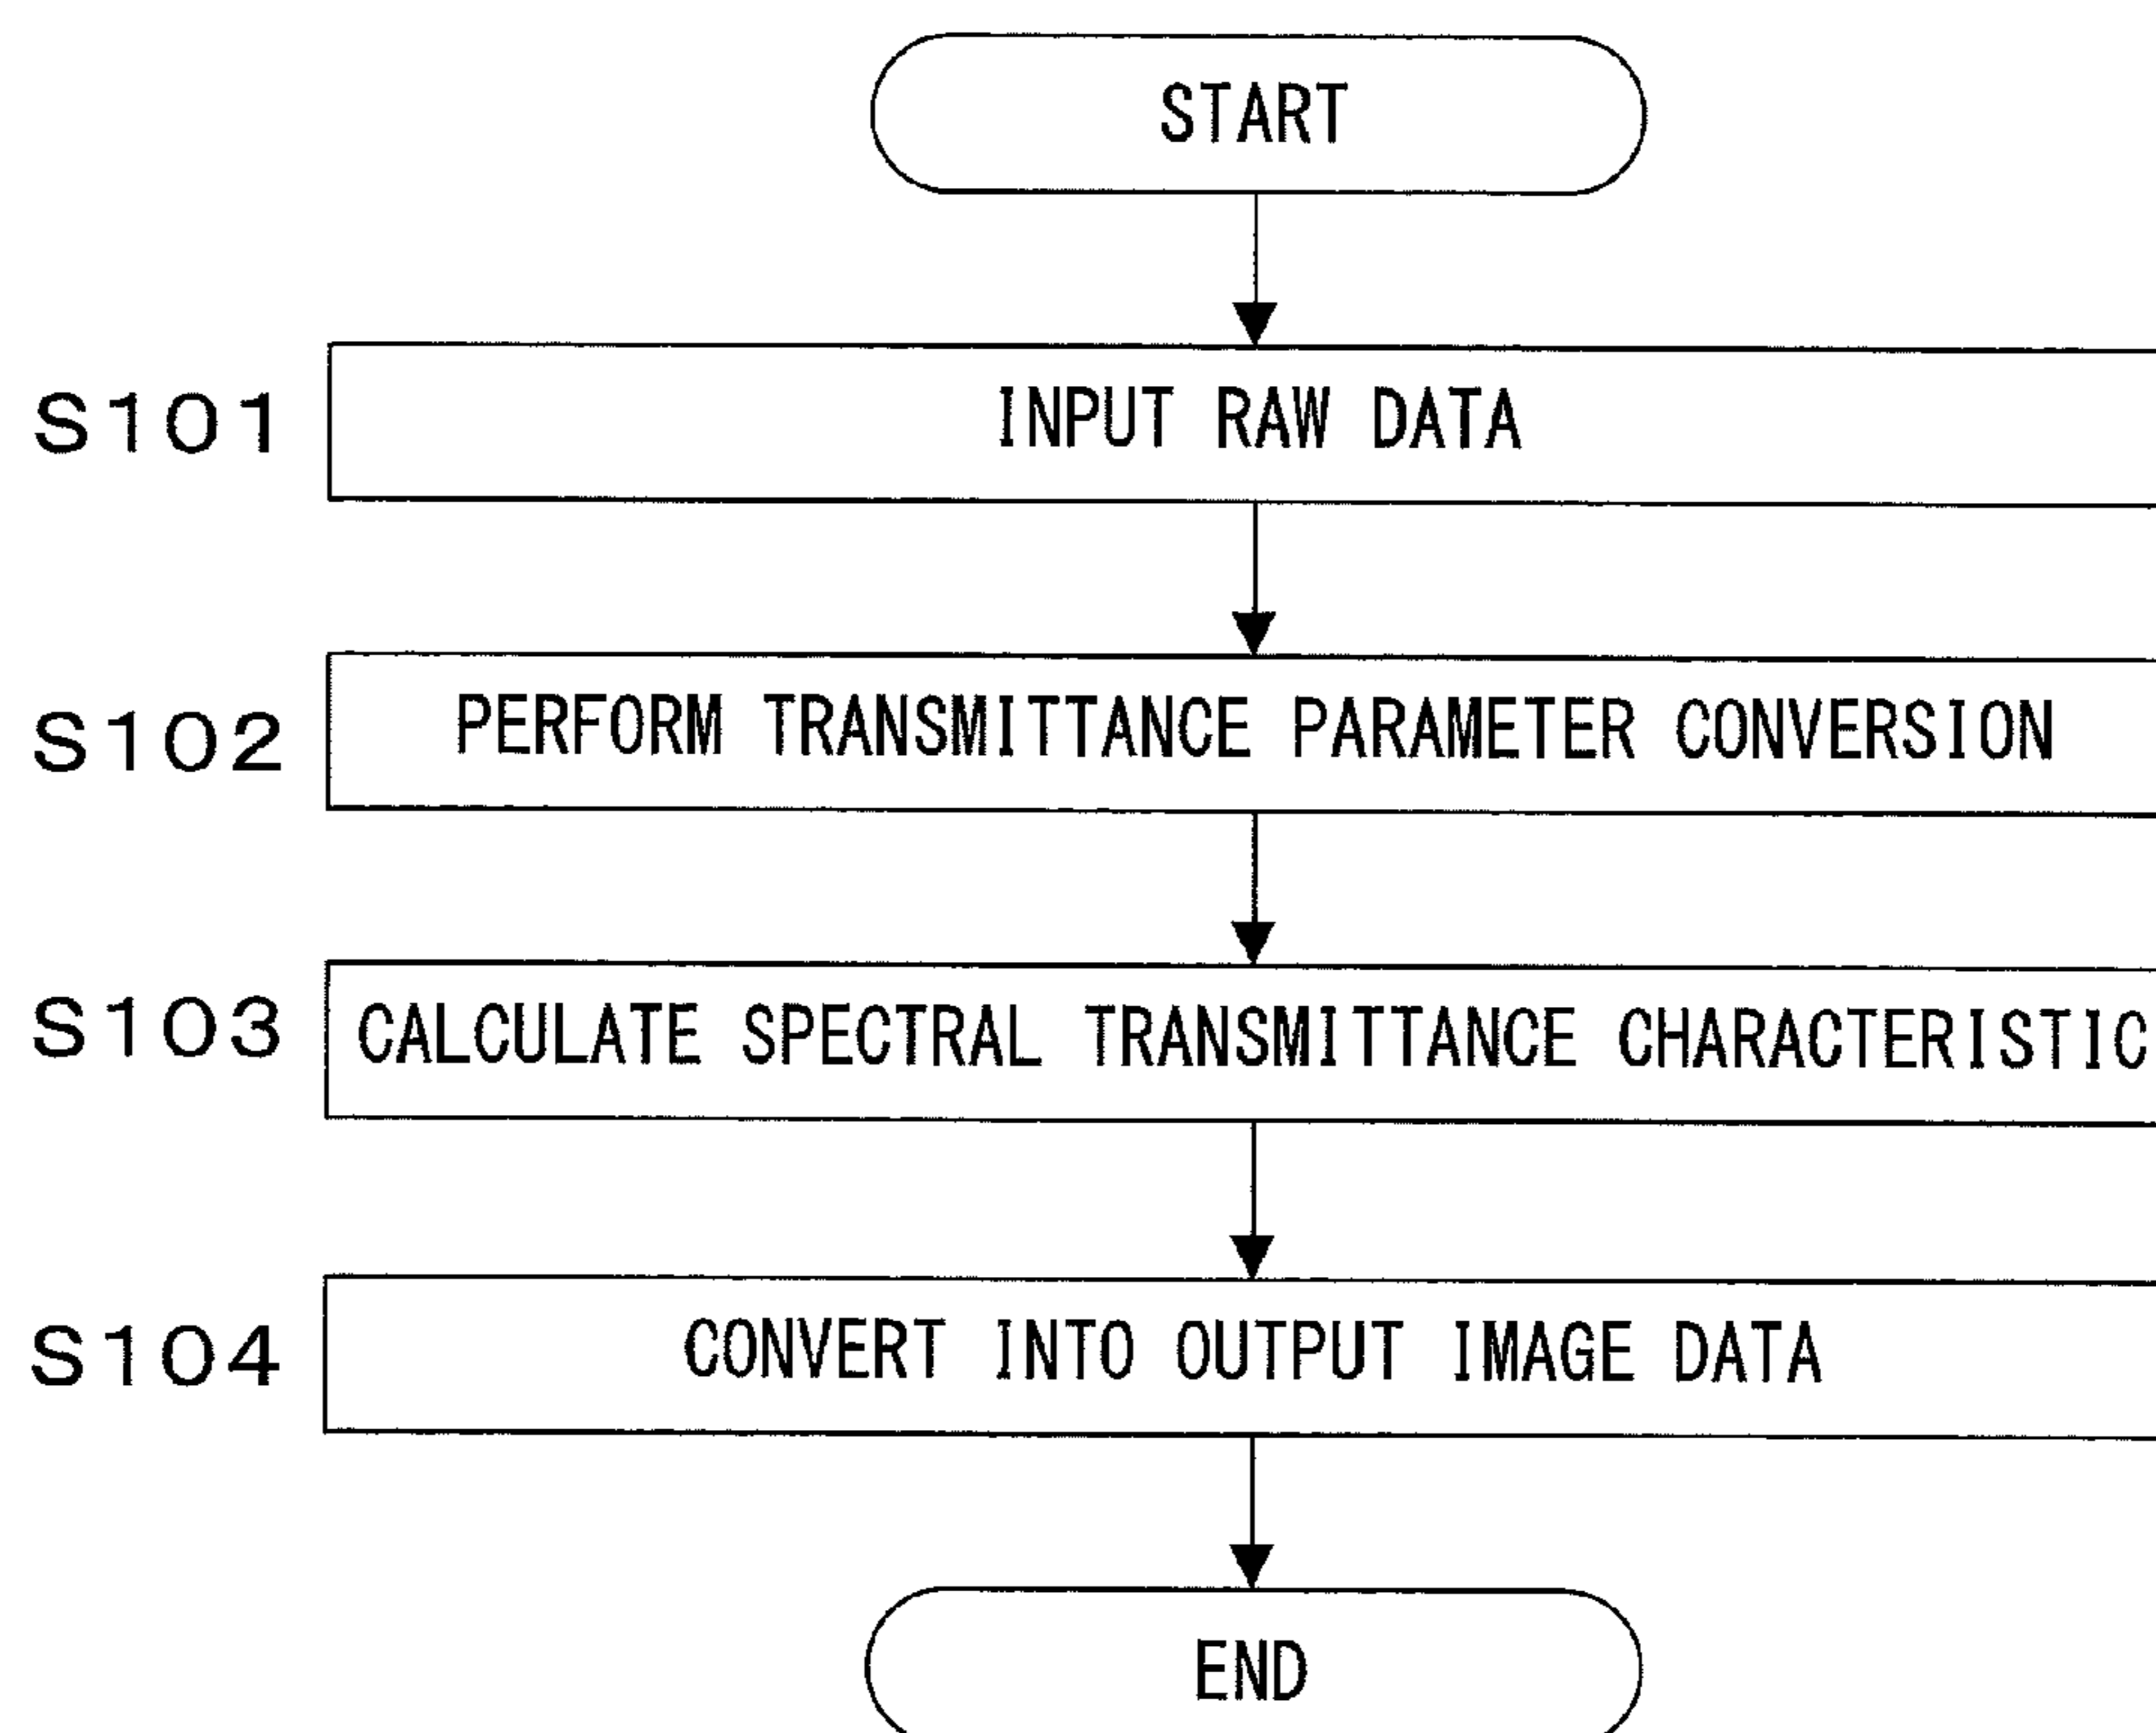 START
S101
INPUT RAW DATA
S102
PERFORM TRANSMITTANCE PARAMETER CONVERSION
S103
CALCULATE SPECTRAL TRANSMITTANCE CHARACTERISTIC
S104
CONVERT INTO OUTPUT IMAGE DATA
END